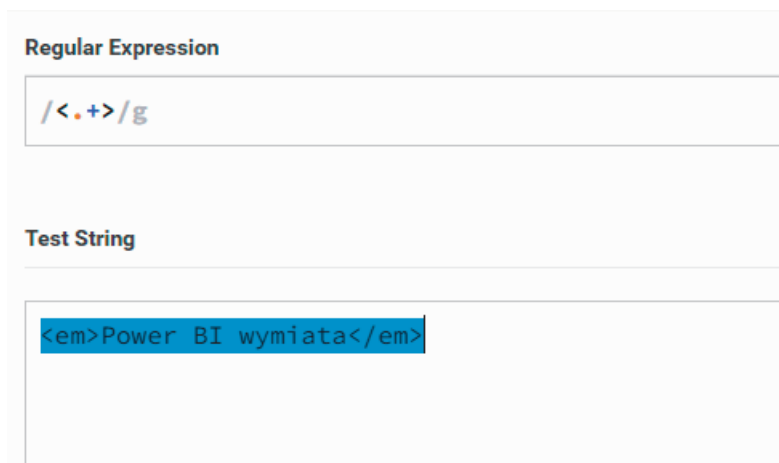 Regular Expression
/<.+>/g
Test String
<em>Power BI wymiata</em>